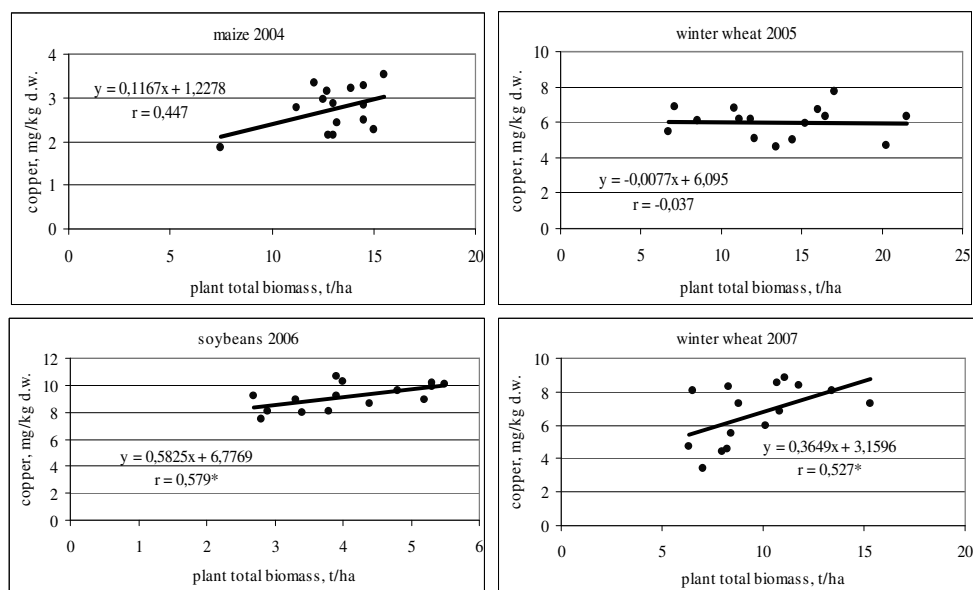 maize 2004
copper, mg/kg d.w.
4
3
2
1
0
y = 0,1167x + 1,2278
r = 0,447
0 5 10 15 20
plant total biomass, t/ha
winter wheat 2005
copper, mg/kg d.w.
10
8
6
4
2
0
y = -0,0077x + 6,095
r = -0,037
0 5 10 15 20 25
plant total biomass, t/ha
soybeans 2006
copper, mg/kg d.w.
12
10
8
6
4
2
0
y = 0,5825x + 6,7769
r = 0,579*
0 1 2 3 4 5 6
plant total biomass, t/ha
winter wheat 2007
copper, mg/kg d.w.
10
8
6
4
2
0
y = 0,3649x + 3,1596
r = 0,527*
0 5 10 15 20
plant total biomass, t/ha